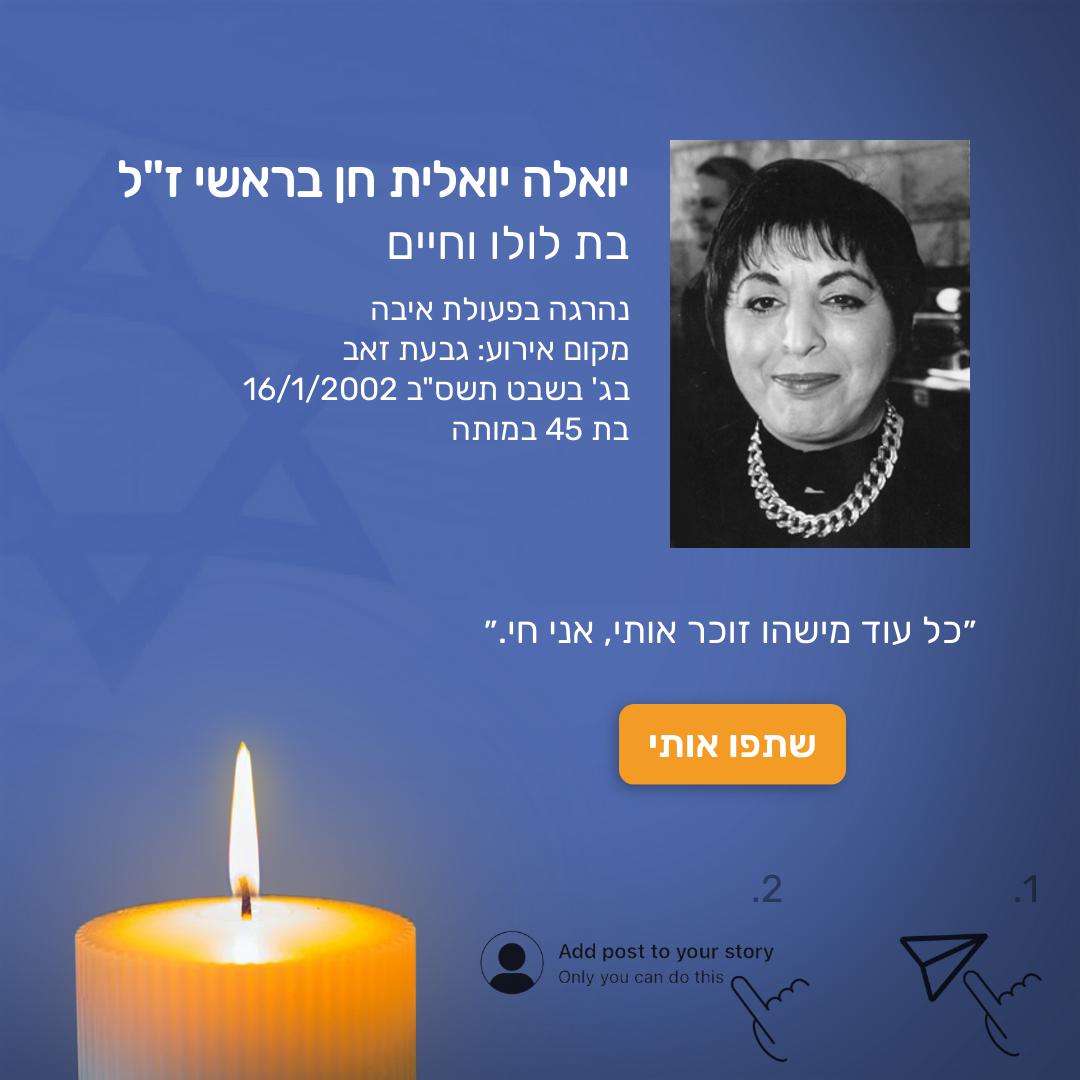 יואלה יואלית חן בראשי ז"ל
בת לולו וחיים
נהרגה בפעולת איבה
מקום אירוע: גבעת זאב
בג' בשבט תשס"ב 16/1/2002
בת 45 במותה
״כל עוד מישהו זוכר אותי, אני חי.״
שתפו אותי
1.
2.
Add post to your story
Only you can do this